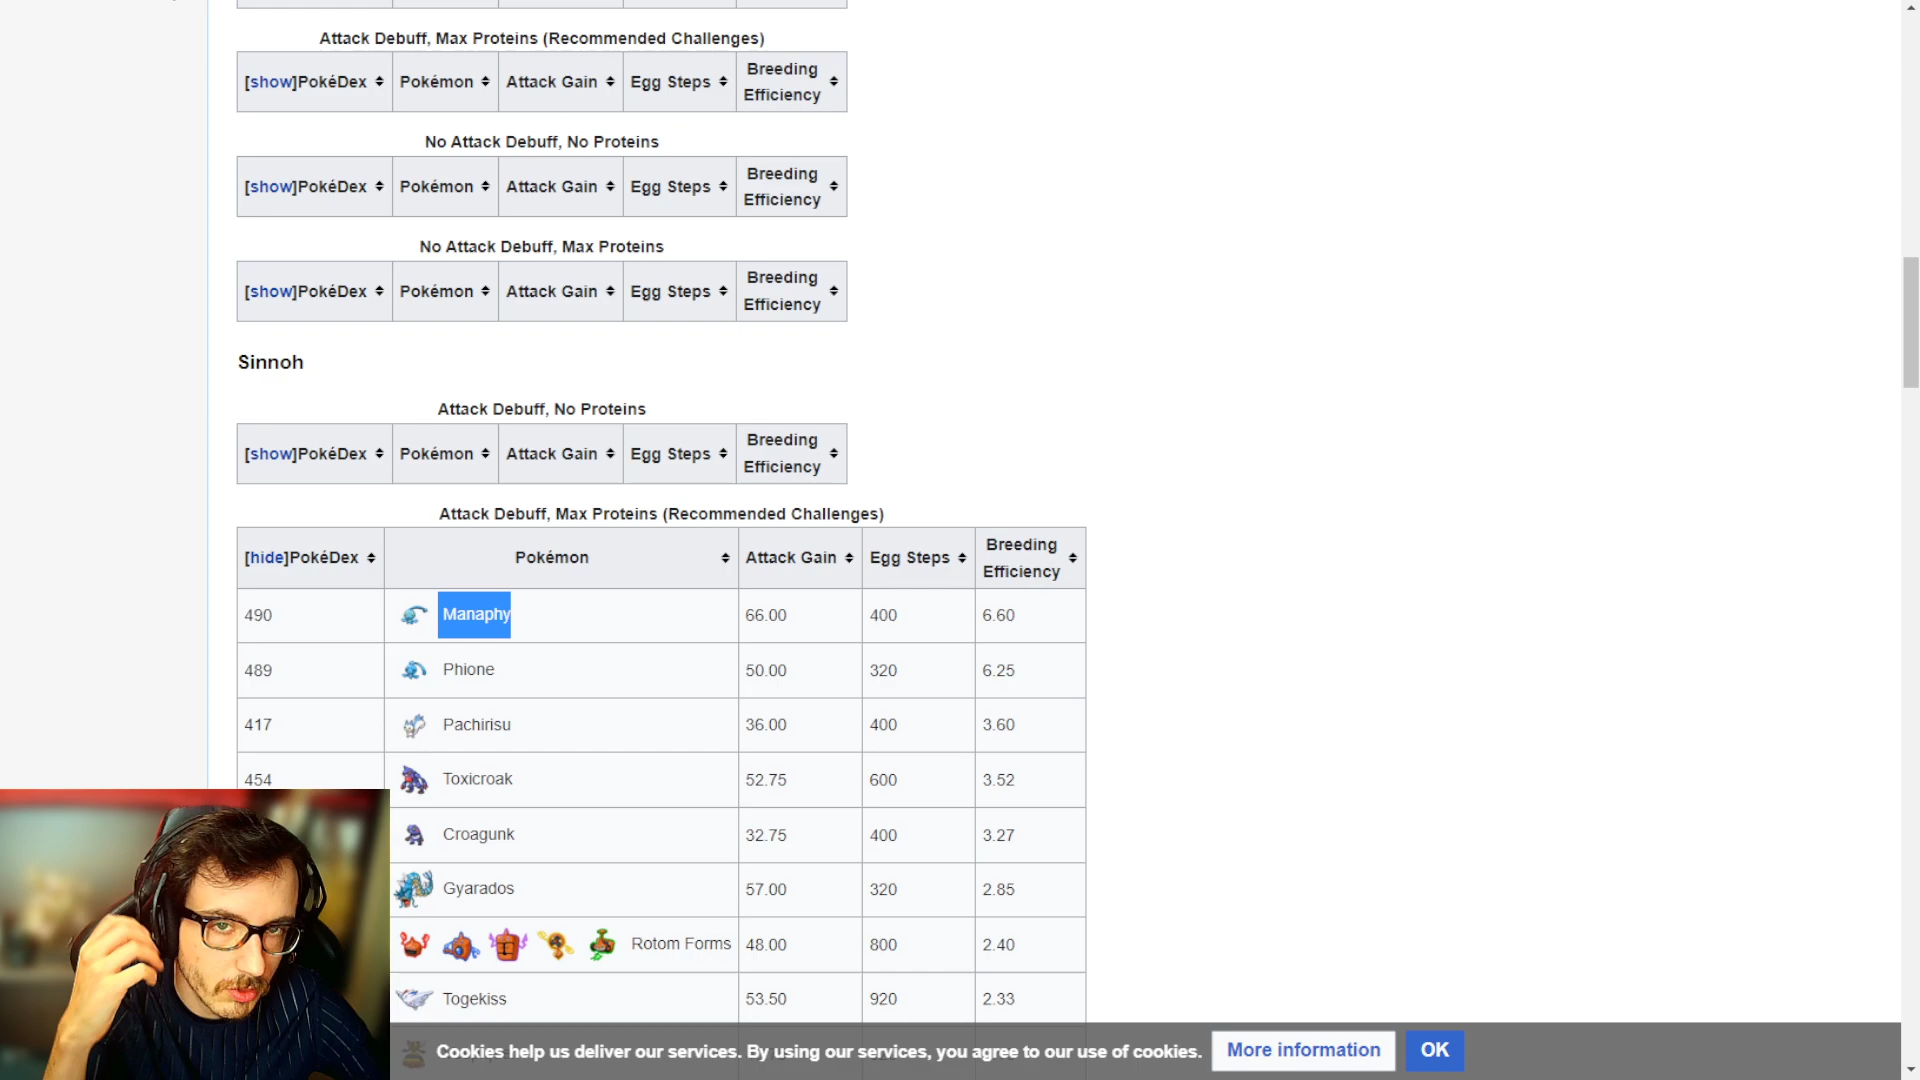 Attack Debuff, Max Proteins (Recommended Challenges)
[show]PokéDex Pokémon Attack Gain Egg Steps Breeding Efficiency
No Attack Debuff, No Proteins
[show]PokéDex Pokémon Attack Gain Egg Steps Breeding Efficiency
No Attack Debuff, Max Proteins
[show]PokéDex Pokémon Attack Gain Egg Steps Breeding Efficiency
Sinnoh
Attack Debuff, No Proteins
[show]PokéDex Pokémon Attack Gain Egg Steps Breeding Efficiency
Attack Debuff, Max Proteins (Recommended Challenges)
[hide]PokéDex Pokémon Attack Gain Egg Steps Breeding Efficiency
490 Manaphy 66.00 400 6.60
489 Phione 50.00 320 6.25
417 Pachirisu 36.00 400 3.60
454 Toxicroak 52.75 600 3.52
Croagunk 32.75 400 3.27
Gyarados 57.00 320 2.85
Rotom Forms 48.00 800 2.40
Togekiss 53.50 920 2.33
Cookies help us deliver our services. By using our services, you agree to our use of cookies. More information OK